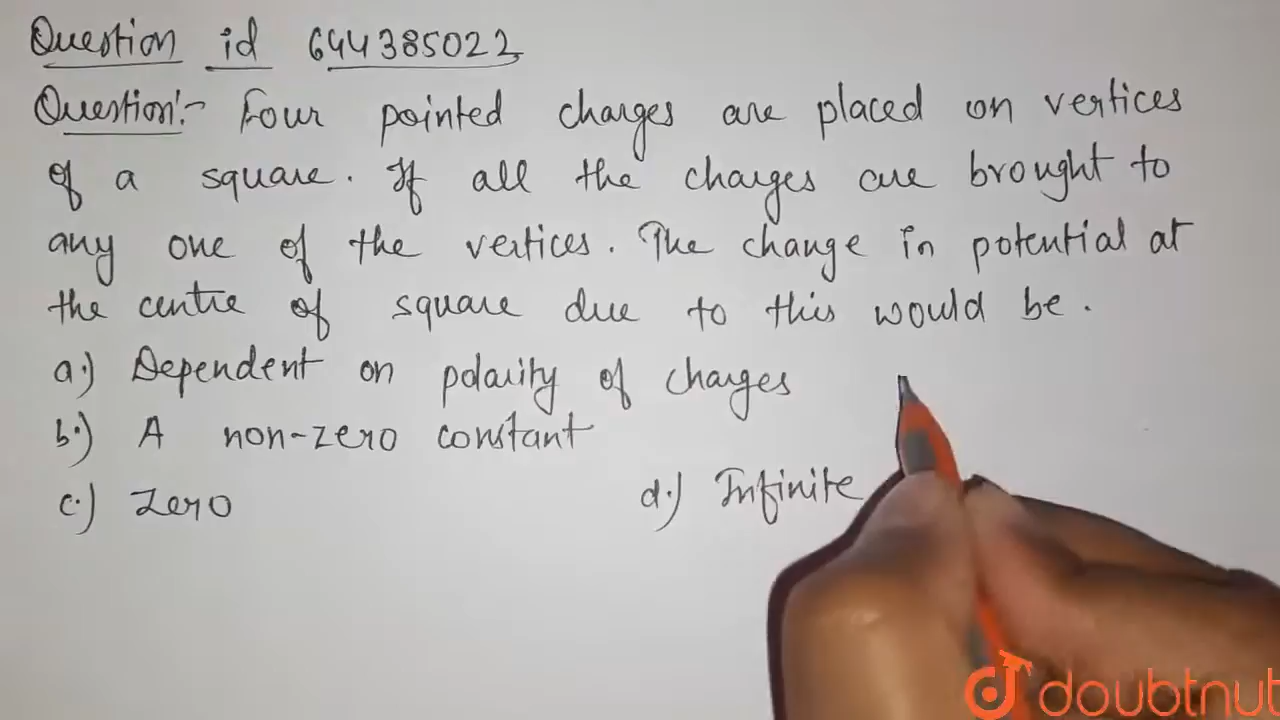 Question id 644385022
Question:- Four pointed charges are placed on vertices
of a square. If all the charges are brought to
any one of the vertices. The change in potential at
the centre of square due to this would be.
a.) Dependent on polarity of charges
b.) A non-zero constant
c.) Zero d.) Infinite
doubtnut